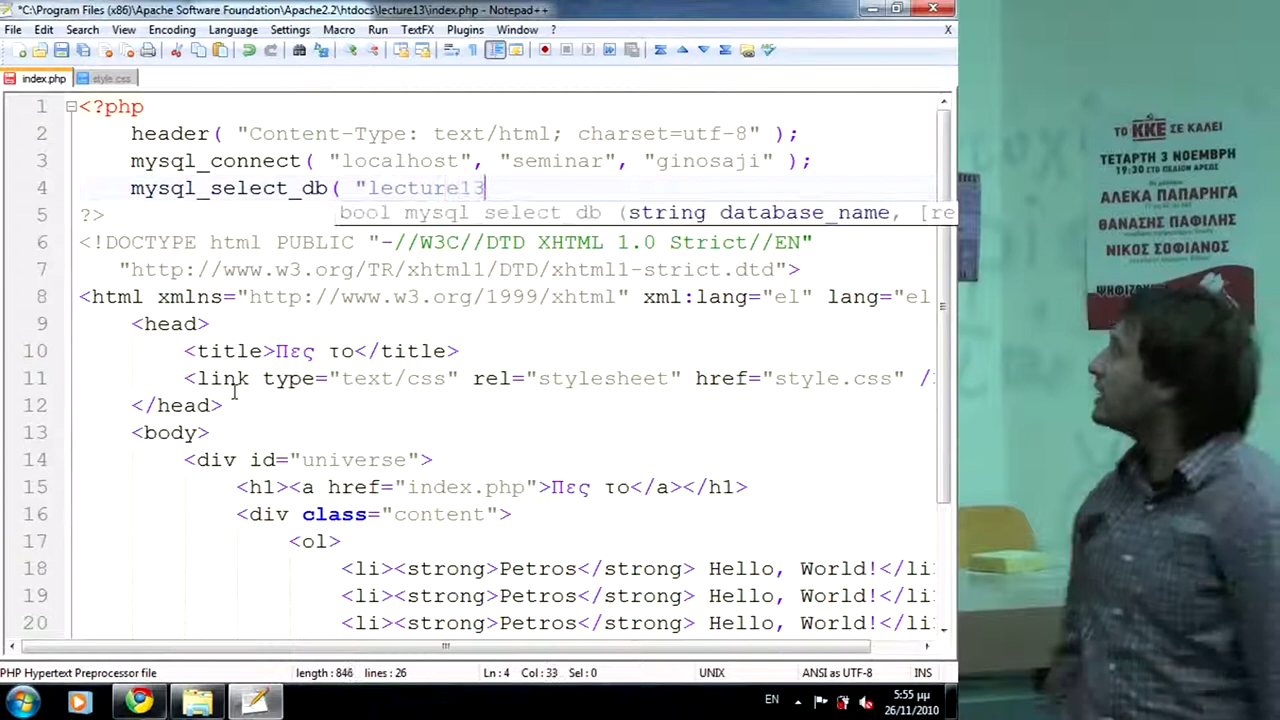 *C:\Program Files (x86)\Apache Software Foundation\Apache2.2\htdocs\lecture13\index.php - Notepad++
File Edit Search View Encoding Language Settings Macro Run TextFX Plugins Window ? X
index.php style.css
1 <?php
2 header( "Content-Type: text/html; charset=utf-8" );
3 mysql_connect( "localhost", "seminar", "ginosaji" );
4 mysql_select_db( "lecture13
5 ?>
bool mysql_select_db (string database_name, [re
6 <!DOCTYPE html PUBLIC "-//W3C//DTD XHTML 1.0 Strict//EN"
7 "http://www.w3.org/TR/xhtml1/DTD/xhtml1-strict.dtd">
8 <html xmlns="http://www.w3.org/1999/xhtml" xml:lang="el" lang="el
9 <head>
10 <title>Πες το</title>
11 <link type="text/css" rel="stylesheet" href="style.css" />
12 </head>
13 <body>
14 <div id="universe">
15 <h1><a href="index.php">Πες το</a></h1>
16 <div class="content">
17 <ol>
18 <li><strong>Petros</strong> Hello, World!</li
19 <li><strong>Petros</strong> Hello, World!</li
20 <li><strong>Petros</strong> Hello, World!</li
PHP Hypertext Preprocessor file length : 846 lines : 26 Ln : 4 Col : 33 Sel : 0 UNIX ANSI as UTF-8 INS
EN
5:55 μμ
26/11/2010
ΤΟ ΚΚΕ ΣΕ ΚΑΛΕΙ
ΤΕΤΑΡΤΗ 3 ΝΟΕΜΒΡΗ
19:30 ΣΤΟ ΠΕΔΙΟΝ ΑΡΕΩΣ
ΑΛΕΚΑ ΠΑΠΑΡΗΓΑ
ΘΑΝΑΣΗΣ ΠΑΦΙΛΗΣ
ΝΙΚΟΣ ΣΟΦΙΑΝΟΣ